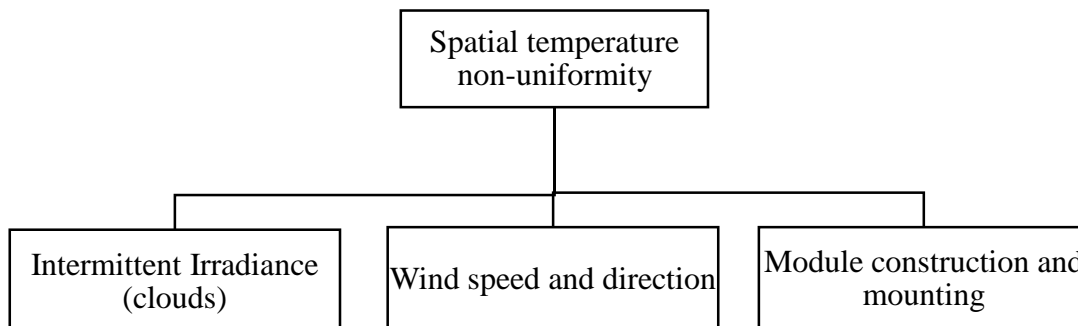 Spatial temperature
non-uniformity
Intermittent Irradiance
(clouds)
Wind speed and direction
Module construction and
mounting